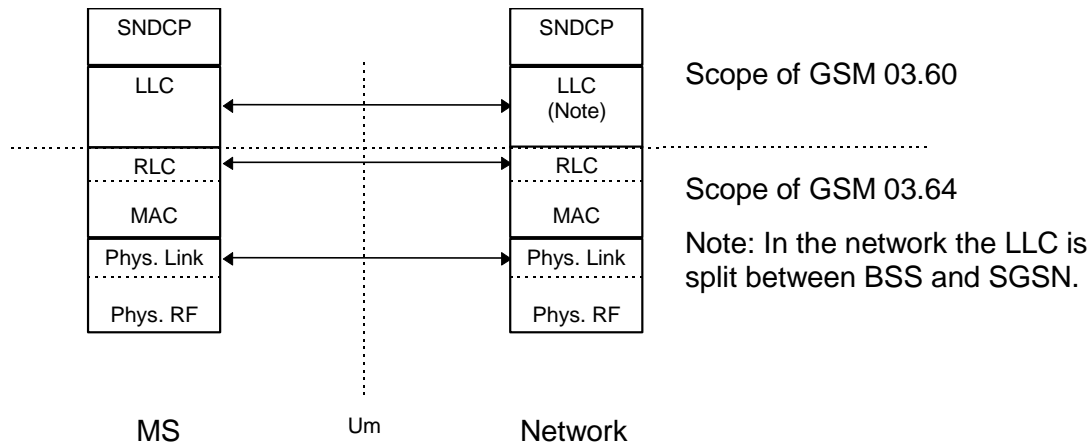 SNDCP
LLC
RLC
MAC
Phys. Link
Phys. RF
MS
Um
SNDCP
LLC
(Note)
RLC
MAC
Phys. Link
Phys. RF
Network
Scope of GSM 03.60
Scope of GSM 03.64
Note: In the network the LLC is
split between BSS and SGSN.